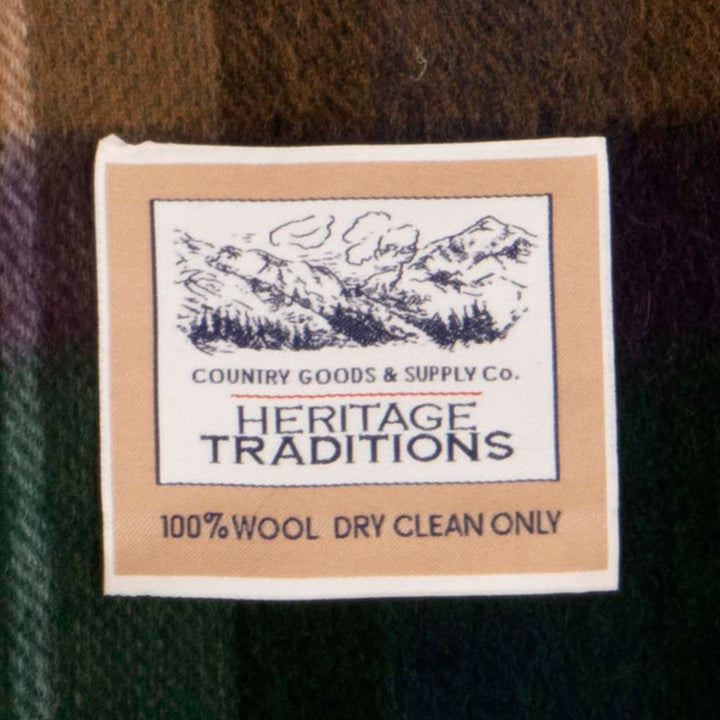 COUNTRY GOODS & SUPPLY Co.
HERITAGE
TRADITIONS
100% WOOL DRY CLEAN ONLY